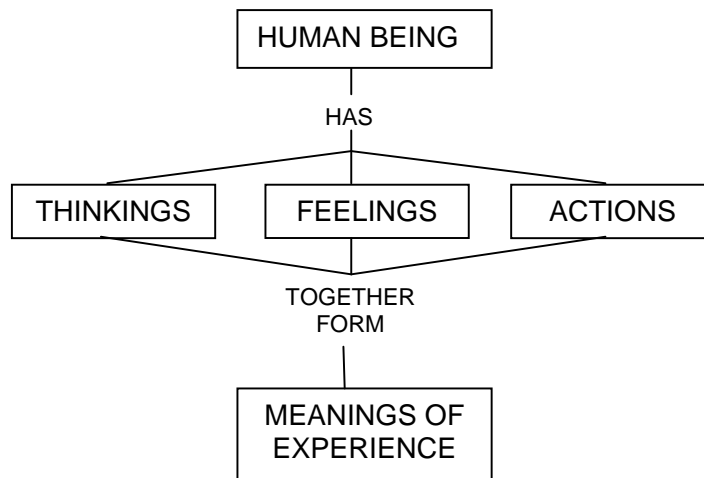 HUMAN BEING
HAS
THINKINGS
FEELINGS
ACTIONS
TOGETHER
FORM
MEANINGS OF
EXPERIENCE